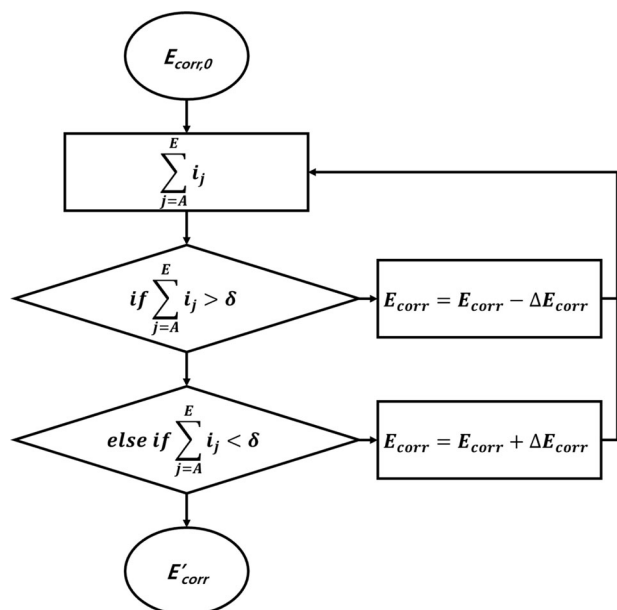 E_corr,0
∑_{j=A}^{E} i_j
if ∑_{j=A}^{E} i_j > δ
E_corr = E_corr − ΔE_corr
else if ∑_{j=A}^{E} i_j < δ
E_corr = E_corr + ΔE_corr
E′_corr